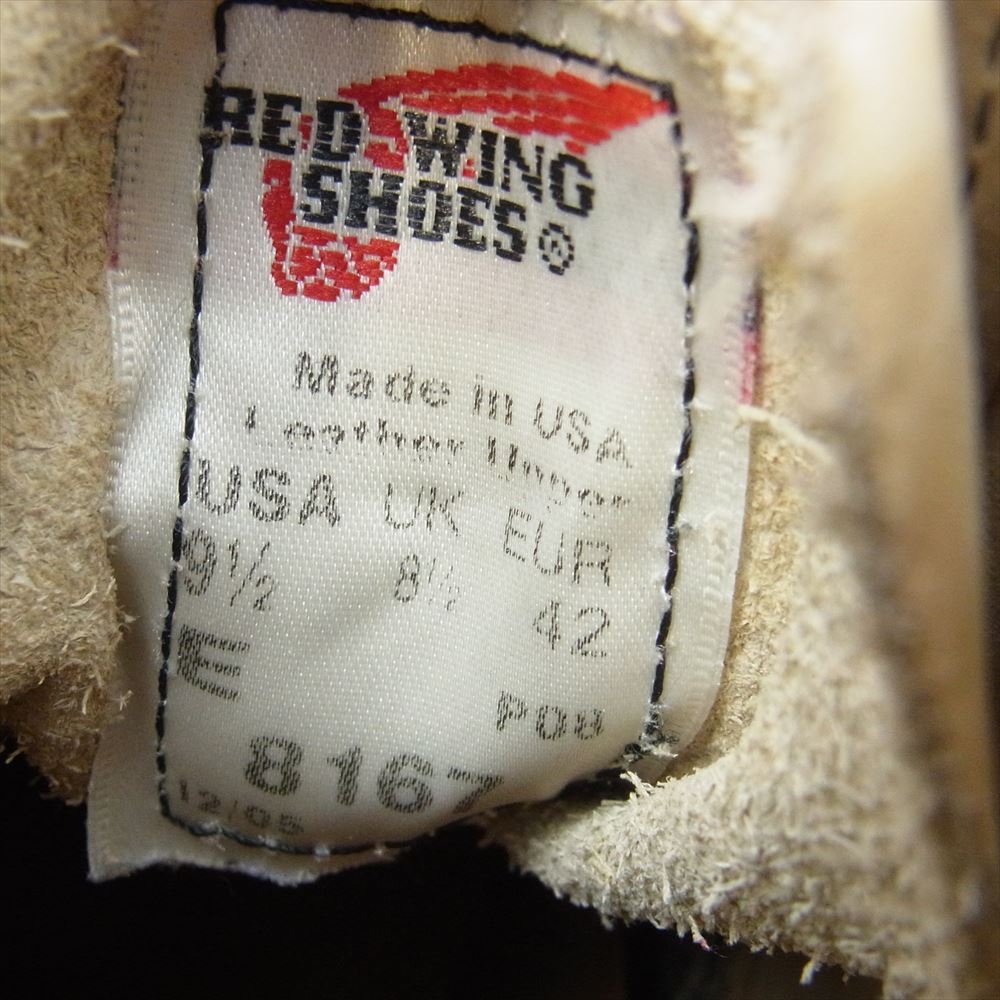 RED WING
SHOES®
Made in USA
Leather Upper
USA UK EUR
9½ 8½ 42
E
8167
12/05